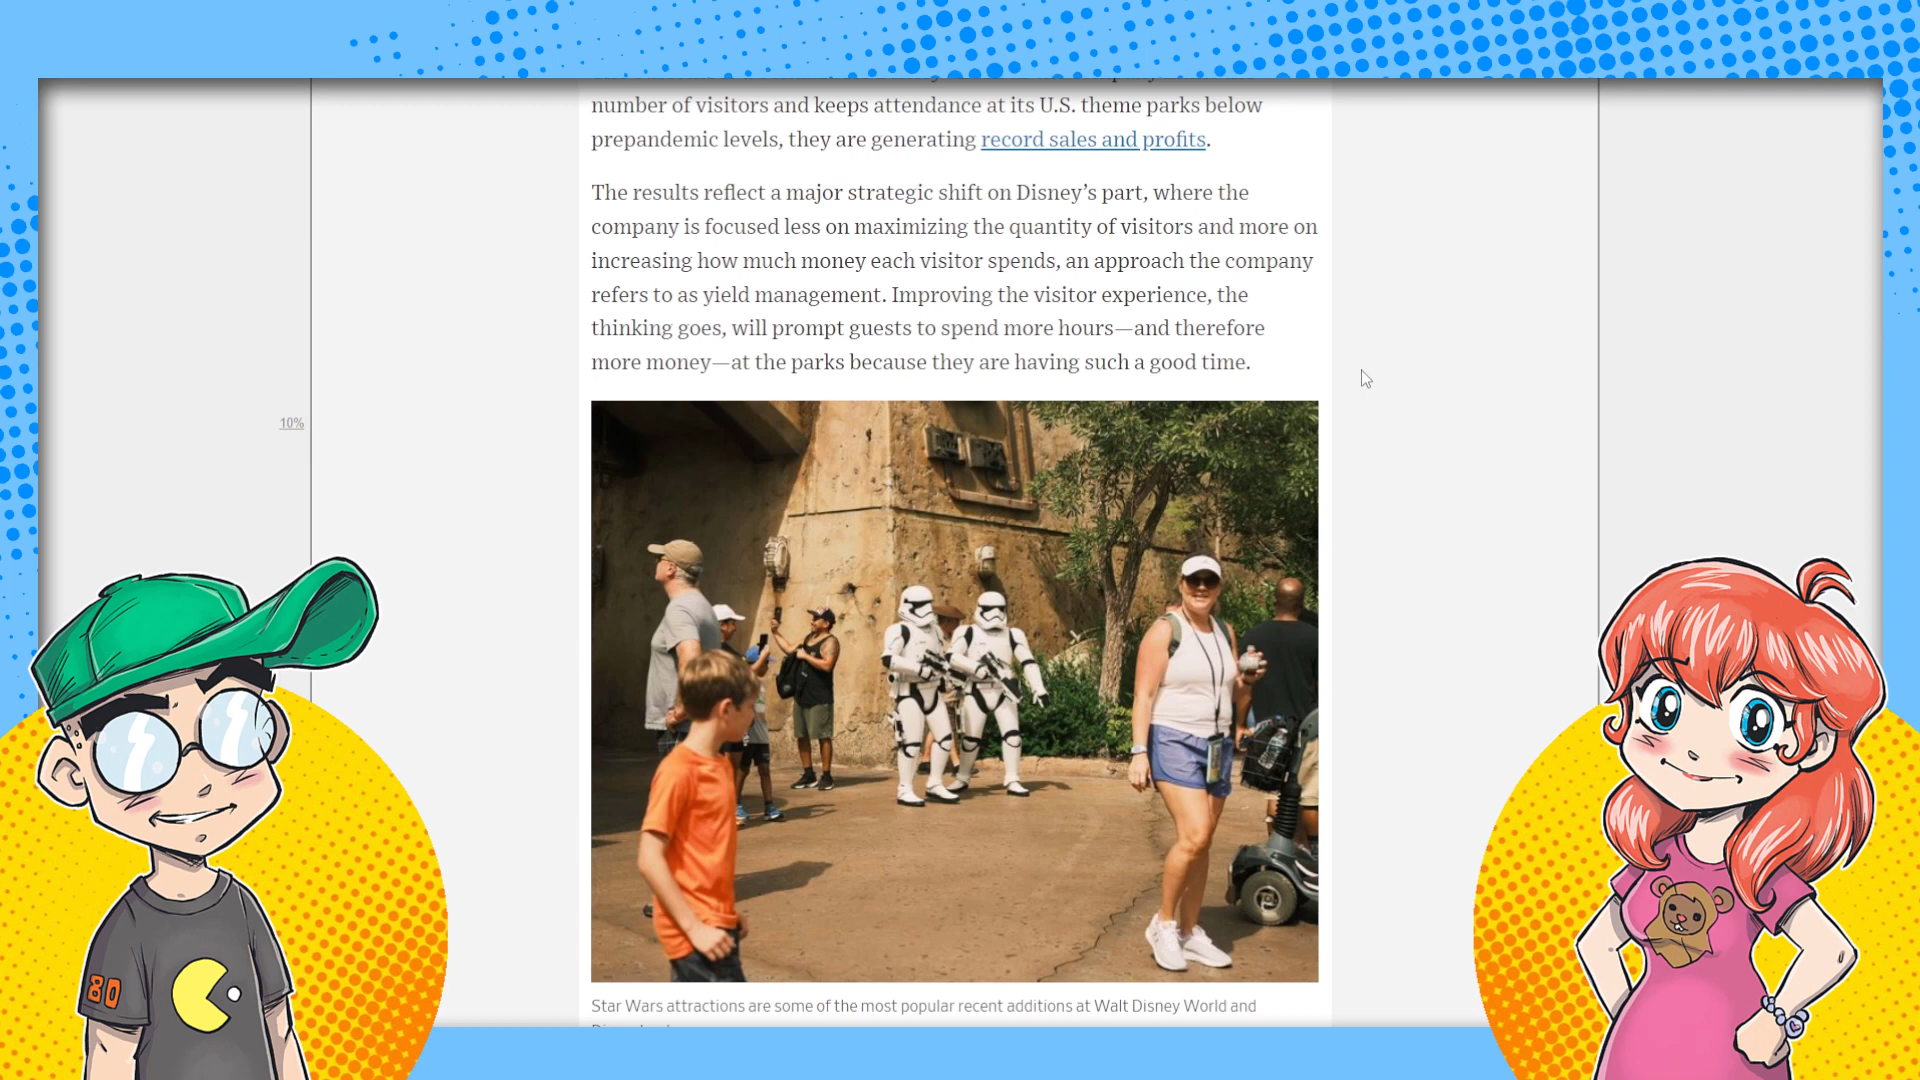 number of visitors and keeps attendance at its U.S. theme parks below
prepandemic levels, they are generating record sales and profits.
The results reflect a major strategic shift on Disney’s part, where the
company is focused less on maximizing the quantity of visitors and more on
increasing how much money each visitor spends, an approach the company
refers to as yield management. Improving the visitor experience, the
thinking goes, will prompt guests to spend more hours—and therefore
more money—at the parks because they are having such a good time.
10%
80
Star Wars attractions are some of the most popular recent additions at Walt Disney World and